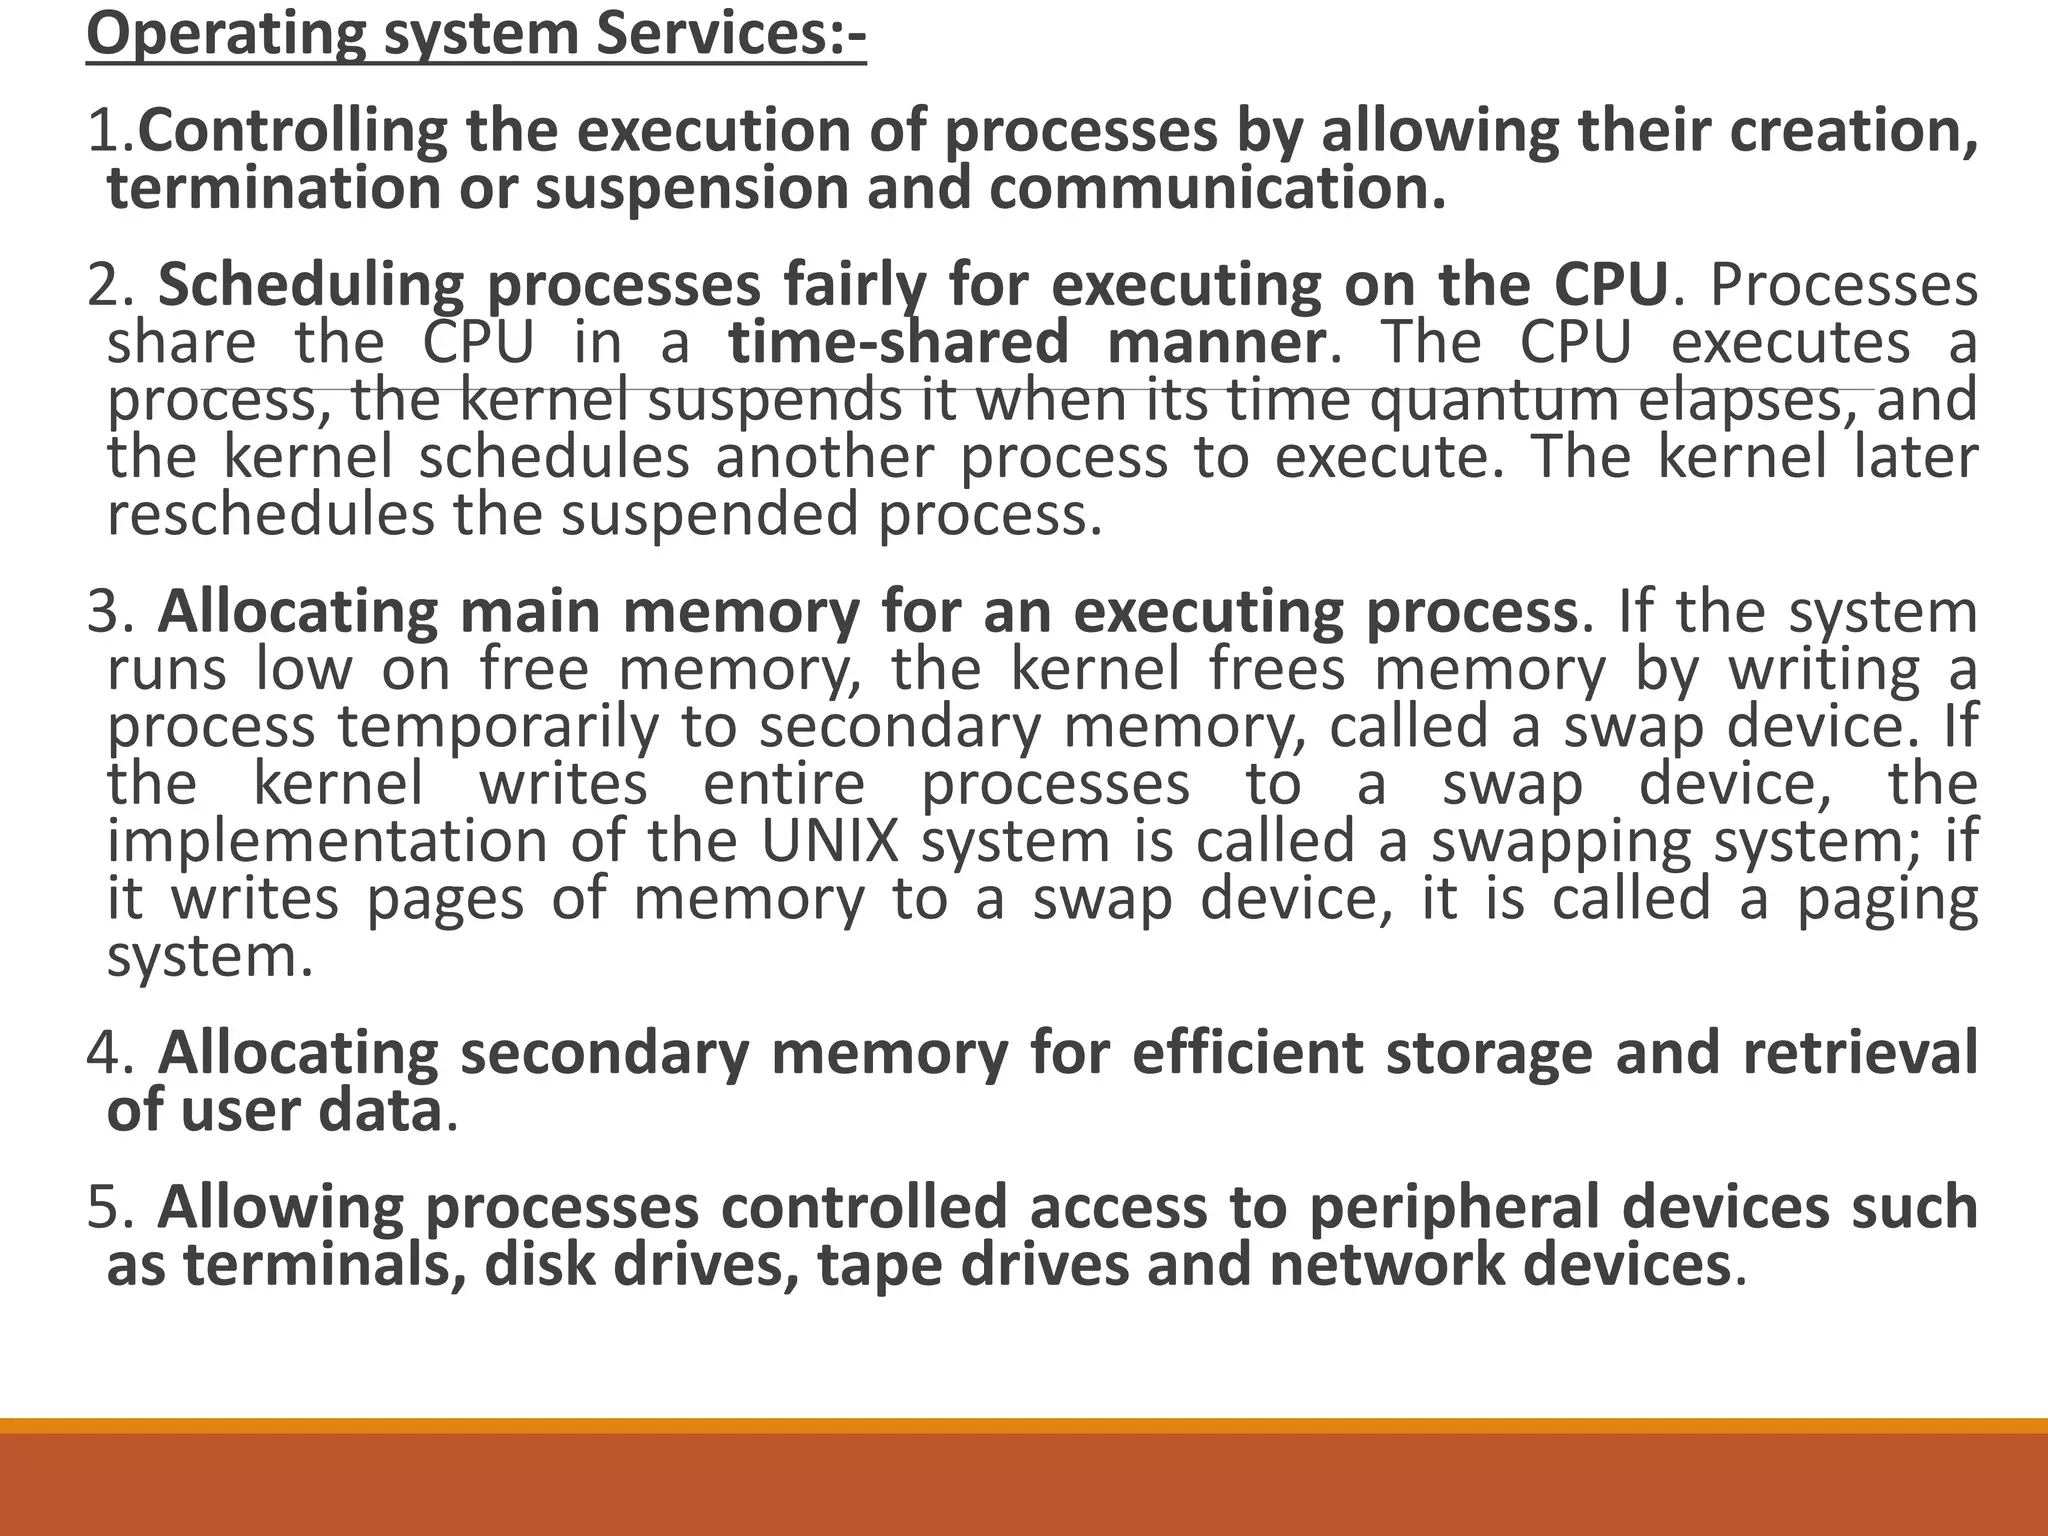 Operating system Services:-
1.Controlling the execution of processes by allowing their creation,
termination or suspension and communication.
2. Scheduling processes fairly for executing on the CPU. Processes
share the CPU in a time-shared manner. The CPU executes a
process, the kernel suspends it when its time quantum elapses, and
the kernel schedules another process to execute. The kernel later
reschedules the suspended process.
3. Allocating main memory for an executing process. If the system
runs low on free memory, the kernel frees memory by writing a
process temporarily to secondary memory, called a swap device. If
the kernel writes entire processes to a swap device, the
implementation of the UNIX system is called a swapping system; if
it writes pages of memory to a swap device, it is called a paging
system.
4. Allocating secondary memory for efficient storage and retrieval
of user data.
5. Allowing processes controlled access to peripheral devices such
as terminals, disk drives, tape drives and network devices.